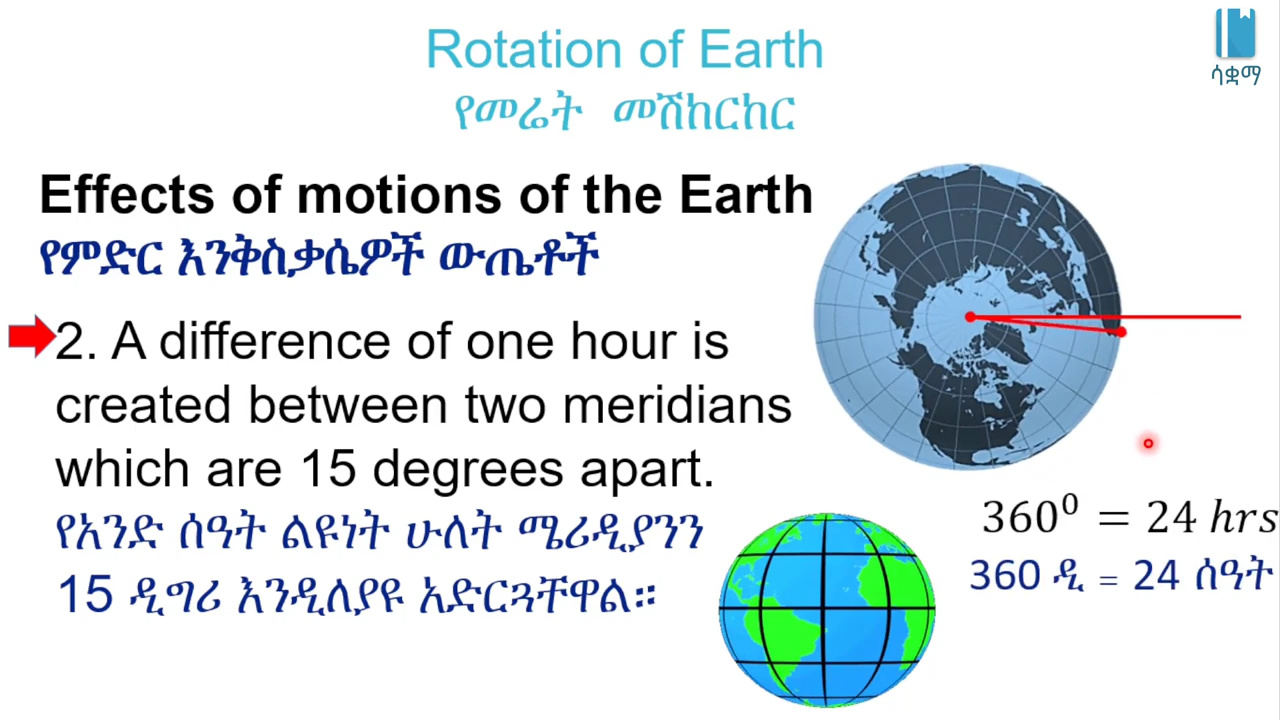 Rotation of Earth
የመሬት መሽከርከር
ሳቋማ
Effects of motions of the Earth
የምድር እንቅስቃሴዎች ውጤቶች
2. A difference of one hour is
created between two meridians
which are 15 degrees apart.
የአንድ ሰዓት ልዩነት ሁለት ሜሪዲያንን
15 ዲግሪ እንዲለያዩ አድርጓቸዋል።
360⁰ = 24 hrs
360 ዲ = 24 ሰዓት